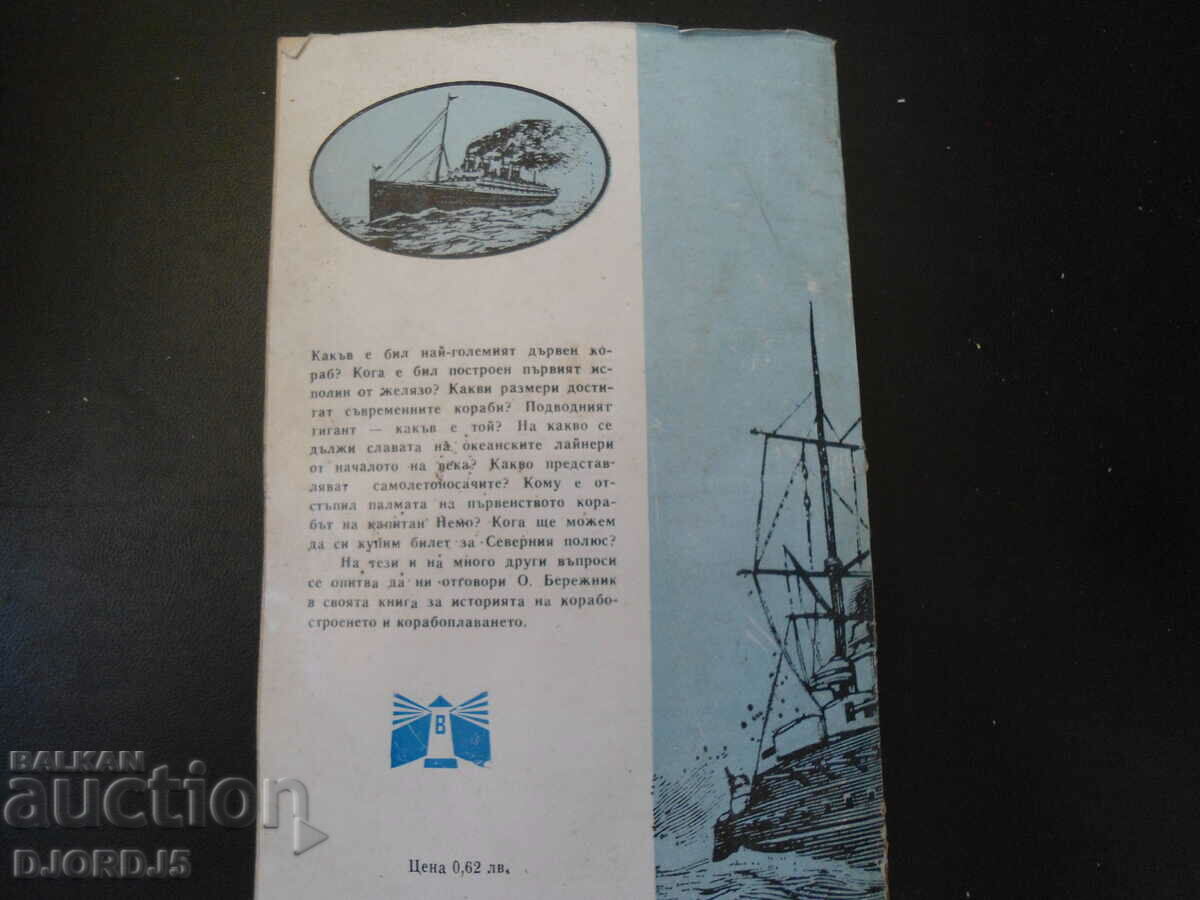 Какъв е бил най-големият дървен ко-
раб? Кога е бил построен първият ис-
полин от желязо? Какви размери дости-
гат съвременните кораби? Подводният
гигант — какъв е той? На какво се
дължи славата на океанските лайнери
от началото на века? Какво представ-
ляват самолетоносачите? Кому е от-
стъпил палмата на първенството кора-
бът на капитан Немо? Кога ще можем
да си купим билет за Северния полюс?
На тези и на много други въпроси
се опитва да ни отговори О. Бережник
в своята книга за историята на корабо-
строенето и корабоплаването.
В
Цена 0,62 лв.
BALKAN
auction
DJORDJ5